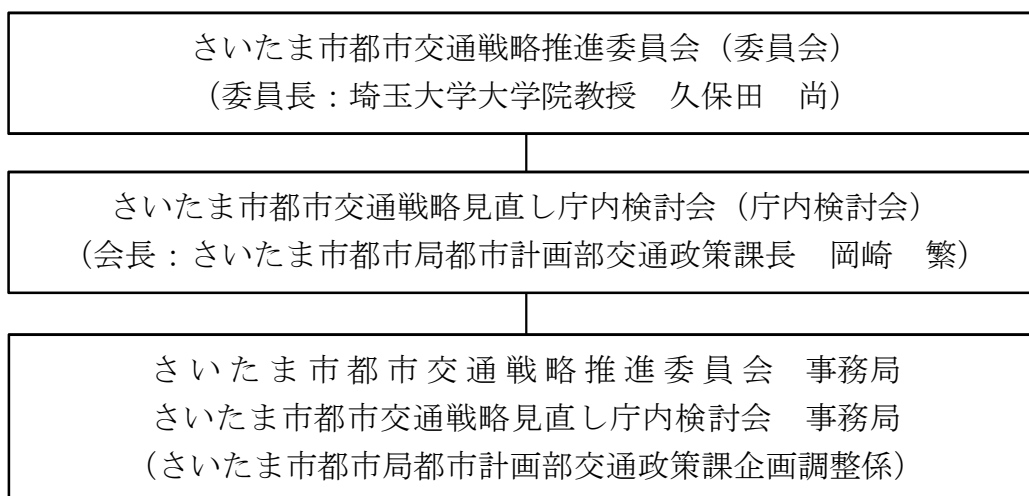 さいたま市都市交通戦略推進委員会（委員会）
（委員長：埼玉大学大学院教授　久保田　尚）
さいたま市都市交通戦略見直し庁内検討会（庁内検討会）
（会長：さいたま市都市局都市計画部交通政策課長　岡崎　繁）
さいたま市都市交通戦略推進委員会　事務局
さいたま市都市交通戦略見直し庁内検討会　事務局
（さいたま市都市局都市計画部交通政策課企画調整係）